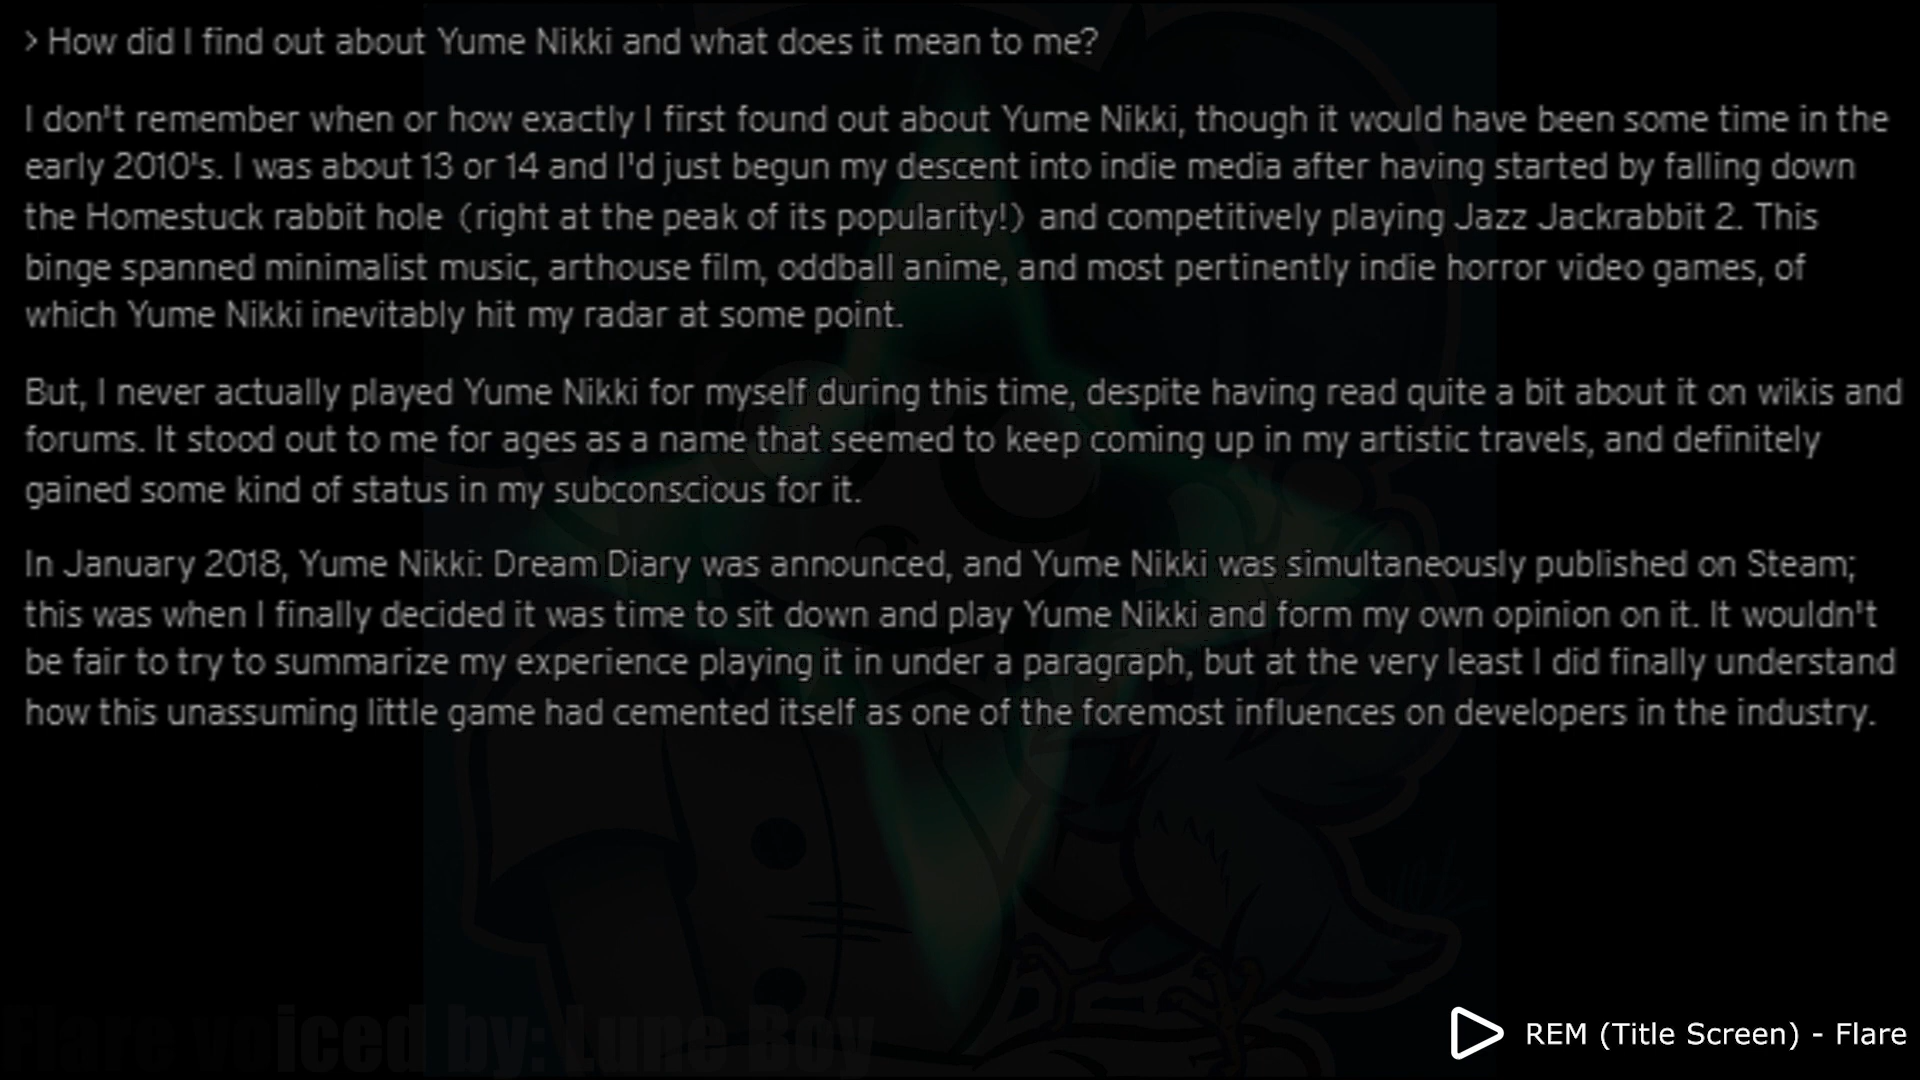 > How did I find out about Yume Nikki and what does it mean to me?
I don't remember when or how exactly I first found out about Yume Nikki, though it would have been some time in the
early 2010's. I was about 13 or 14 and I'd just begun my descent into indie media after having started by falling down
the Homestuck rabbit hole (right at the peak of its popularity!) and competitively playing Jazz Jackrabbit 2. This
binge spanned minimalist music, arthouse film, oddball anime, and most pertinently indie horror video games, of
which Yume Nikki inevitably hit my radar at some point.
But, I never actually played Yume Nikki for myself during this time, despite having read quite a bit about it on wikis and
forums. It stood out to me for ages as a name that seemed to keep coming up in my artistic travels, and definitely
gained some kind of status in my subconscious for it.
In January 2018, Yume Nikki: Dream Diary was announced, and Yume Nikki was simultaneously published on Steam;
this was when I finally decided it was time to sit down and play Yume Nikki and form my own opinion on it. It wouldn't
be fair to try to summarize my experience playing it in under a paragraph, but at the very least I did finally understand
how this unassuming little game had cemented itself as one of the foremost influences on developers in the industry.
Flare voiced by: Lune Boy
REM (Title Screen) - Flare